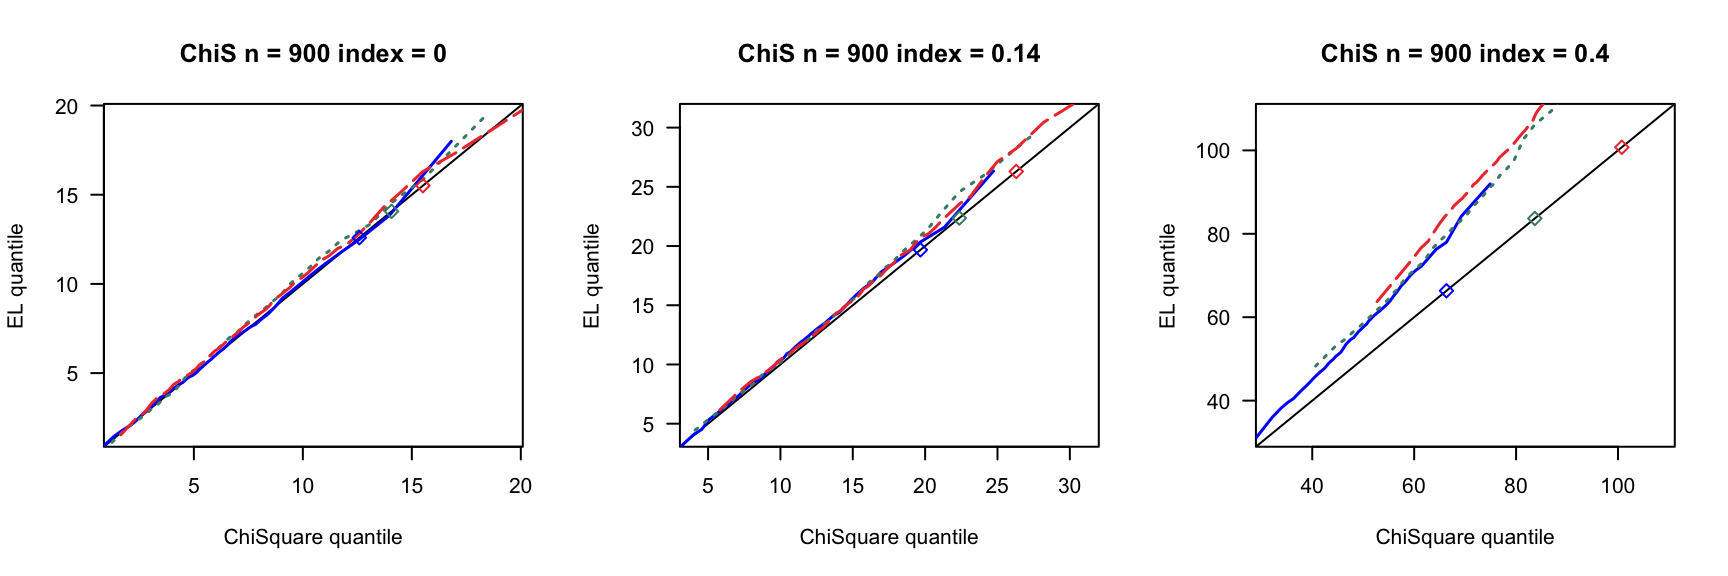 ChiS n = 900 index = 0
20
15
10
5
EL quantile
5 10 15 20
ChiSquare quantile
ChiS n = 900 index = 0.14
30
25
20
15
10
5
EL quantile
5 10 15 20 25 30
ChiSquare quantile
ChiS n = 900 index = 0.4
100
80
60
40
EL quantile
40 60 80 100
ChiSquare quantile